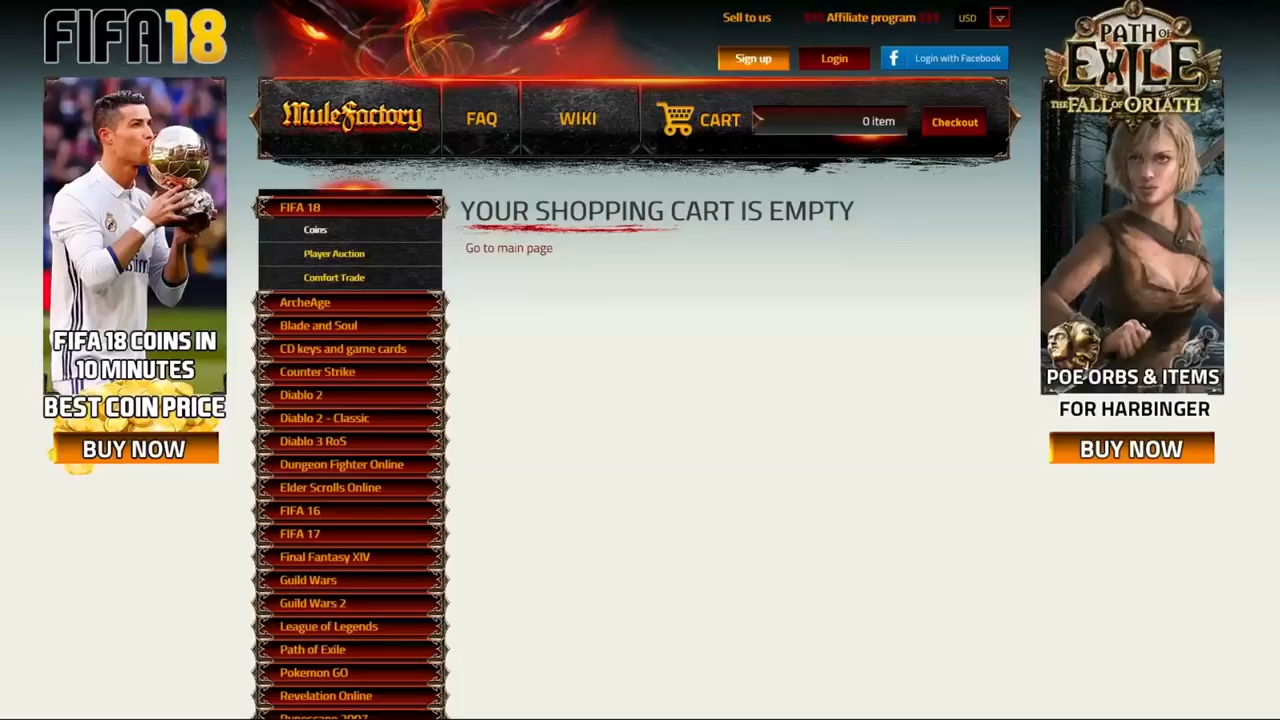 FIFA 18
FIFA 18 COINS IN
10 MINUTES
BEST COIN PRICE
BUY NOW
Sell to us
Affiliate program
USD
Sign up
Login
f
Login with Facebook
MuleFactory
FAQ
WIKI
CART
0 item
Checkout
FIFA 18
Coins
Player Auction
Comfort Trade
ArcheAge
Blade and Soul
CD keys and game cards
Counter Strike
Diablo 2
Diablo 2 - Classic
Diablo 3 RoS
Dungeon Fighter Online
Elder Scrolls Online
FIFA 16
FIFA 17
Final Fantasy XIV
Guild Wars
Guild Wars 2
League of Legends
Path of Exile
Pokemon GO
Revelation Online
Runescape 2007
YOUR SHOPPING CART IS EMPTY
Go to main page
PATH OF
EXILE
THE FALL OF ORIATH
POE ORBS & ITEMS
FOR HARBINGER
BUY NOW